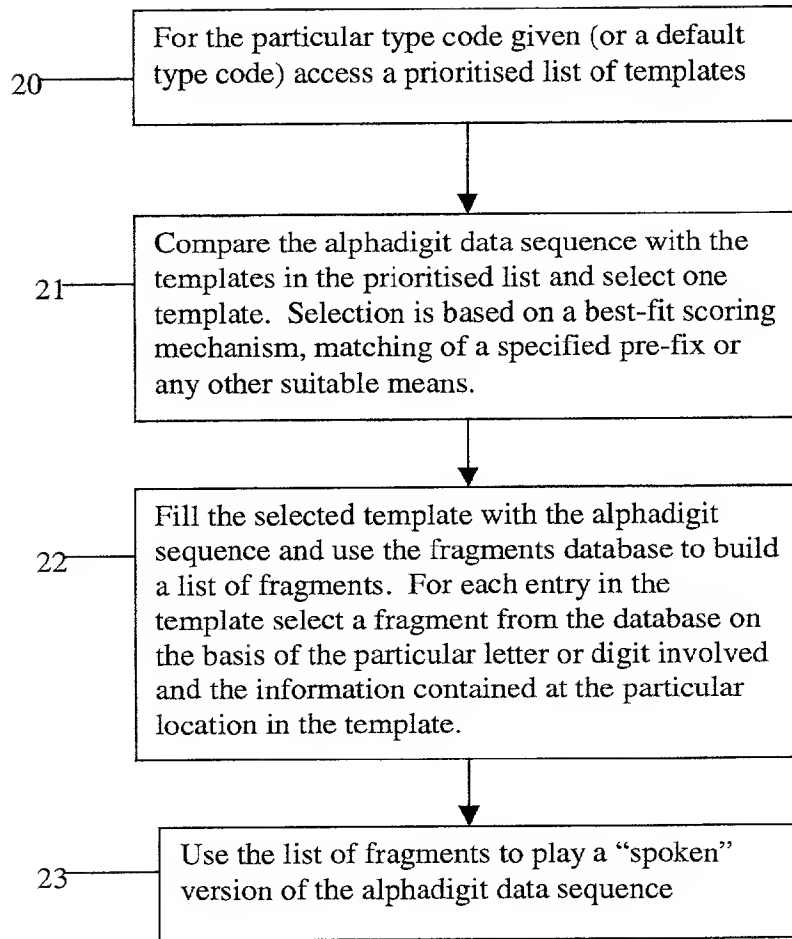 For the particular type code given (or a default
type code) access a prioritised list of templates
20
Compare the alphadigit data sequence with the
templates in the prioritised list and select one
template. Selection is based on a best-fit scoring
mechanism, matching of a specified pre-fix or
any other suitable means.
21
Fill the selected template with the alphadigit
sequence and use the fragments database to build
a list of fragments. For each entry in the
template select a fragment from the database on
the basis of the particular letter or digit involved
and the information contained at the particular
location in the template.
22
Use the list of fragments to play a “spoken”
version of the alphadigit data sequence
23